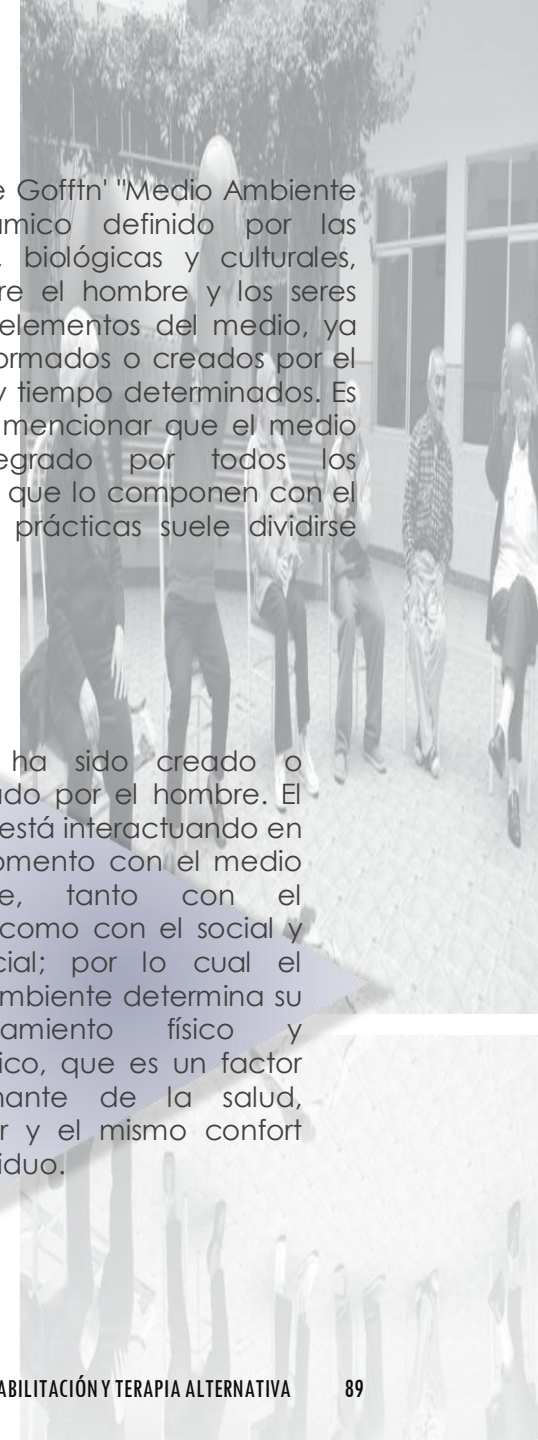 e Gofftn' "Medio Ambiente
ámico definido por las
, biológicas y culturales,
re el hombre y los seres
elementos del medio, ya
ormados o creados por el
y tiempo determinados. Es
mencionar que el medio
egrado por todos los
que lo componen con el
prácticas suele dividirse
ha sido creado o
ado por el hombre. El
está interactuando en
omento con el medio
e, tanto con el
como con el social y
cial; por lo cual el
ambiente determina su
amiento físico y
ico, que es un factor
nante de la salud,
r y el mismo confort
iduo.
ABILITACIÓN Y TERAPIA ALTERNATIVA 89